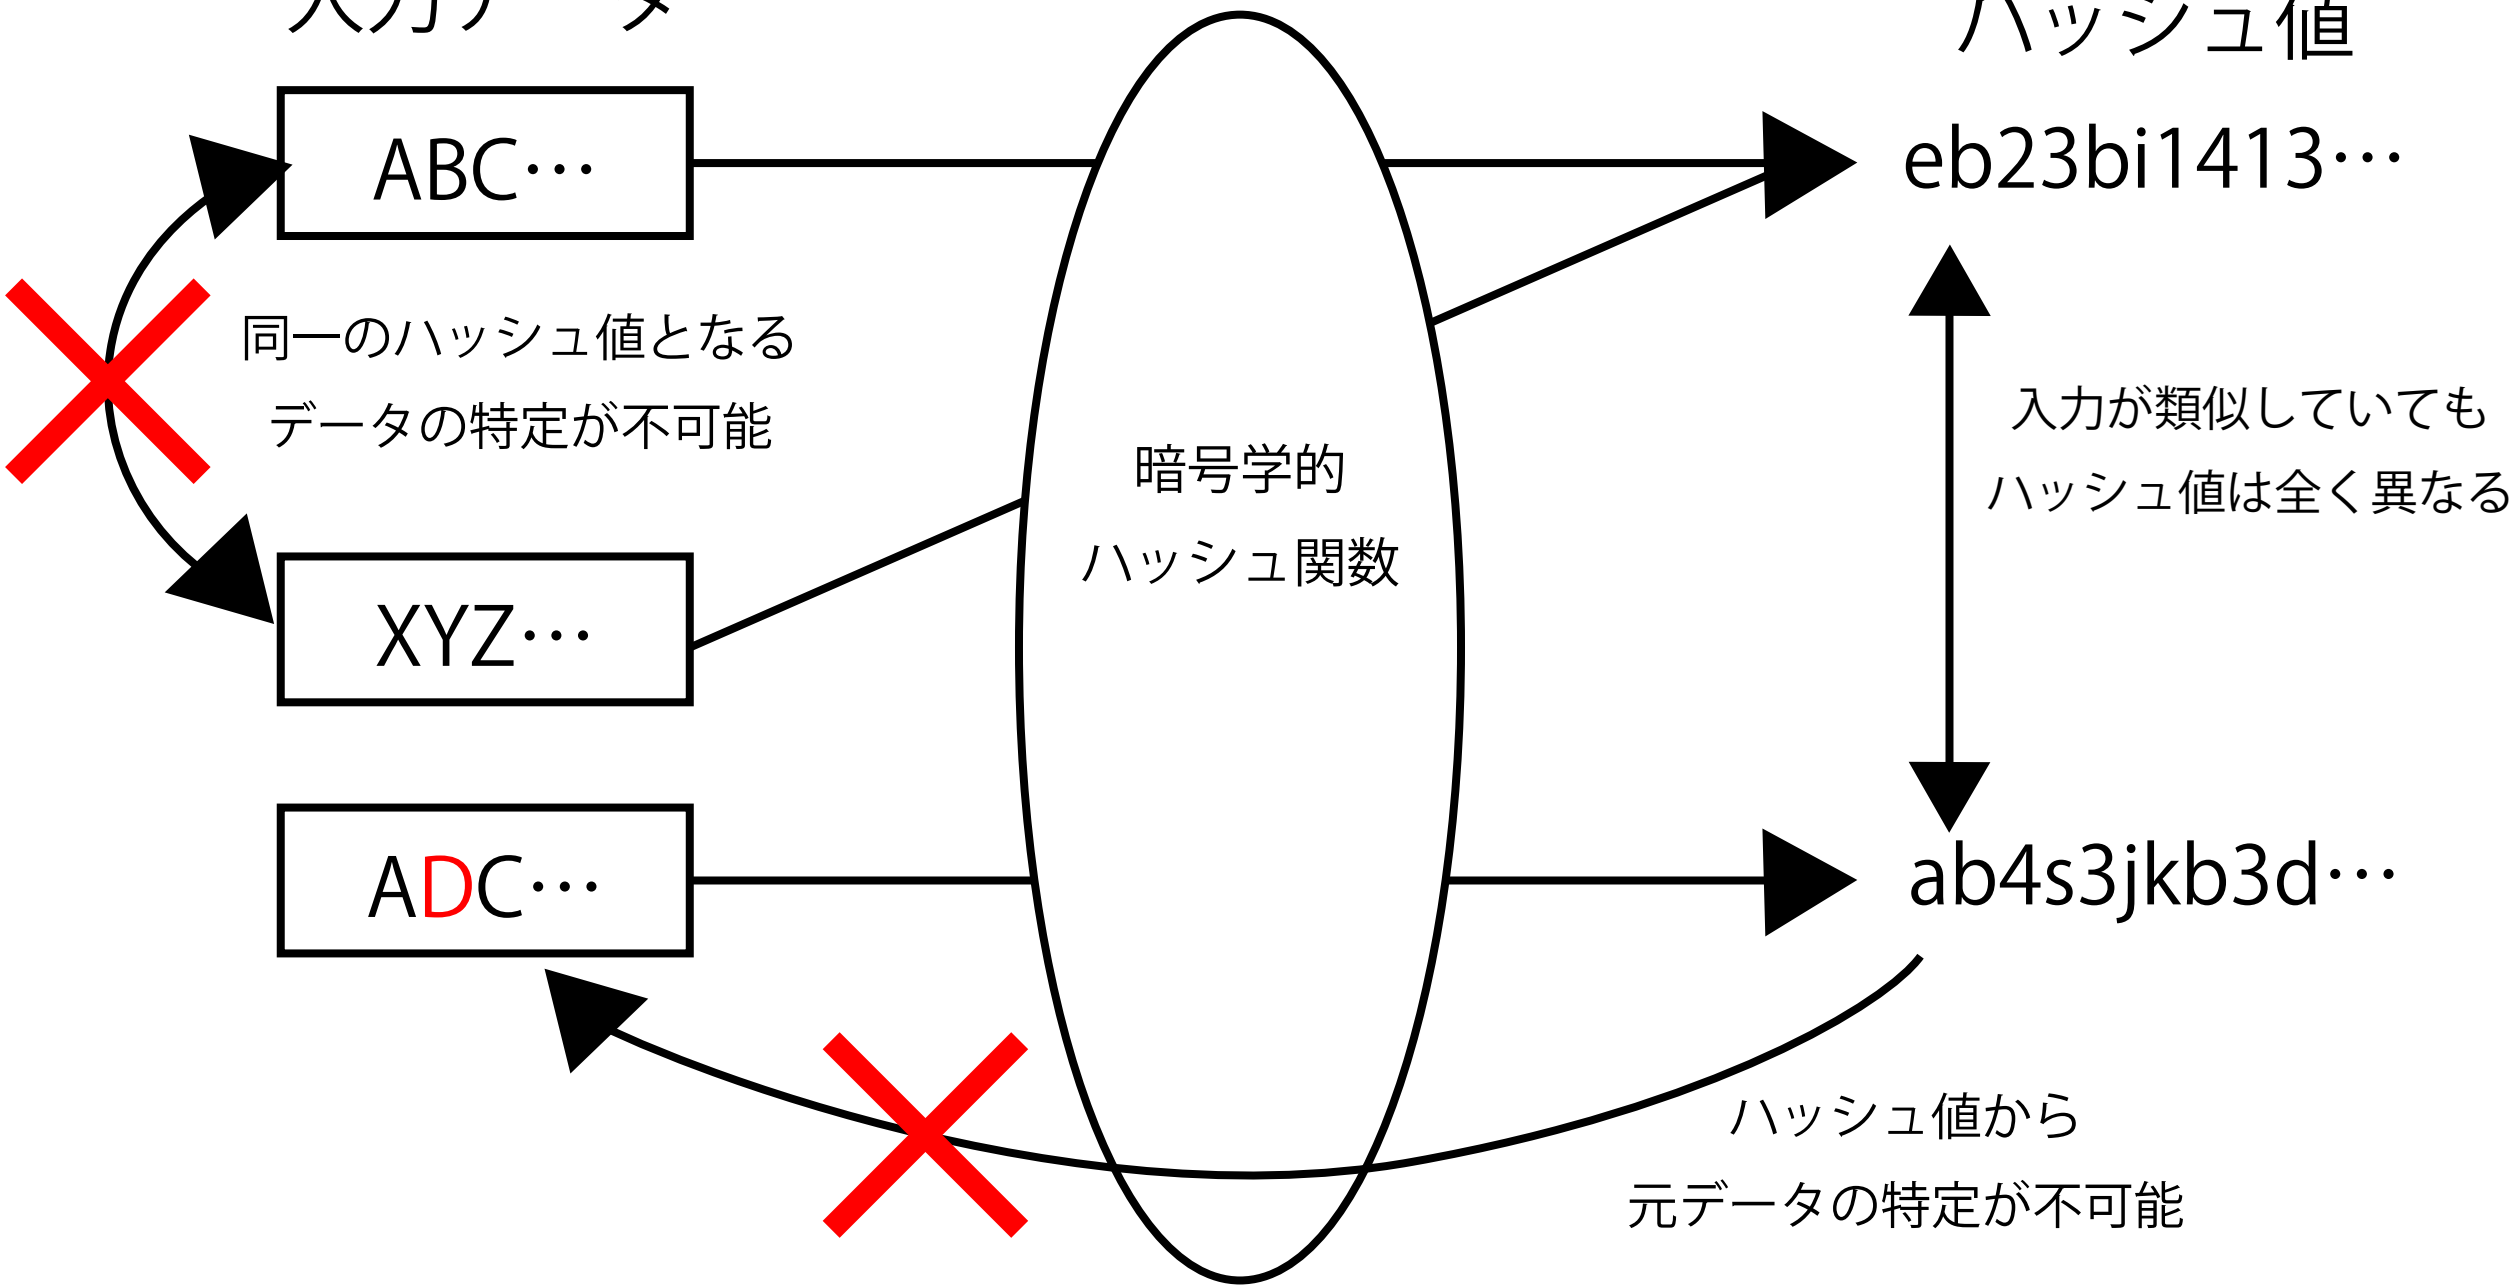 入力データ
ハッシュ値
ABC・・・
eb23bi1413・・・
同一のハッシュ値となる
データの特定が不可能
入力が類似していても
ハッシュ値は全く異なる
暗号学的
ハッシュ関数
XYZ・・・
ADC・・・
ab4s3jkb3d・・・
ハッシュ値から
元データの特定が不可能